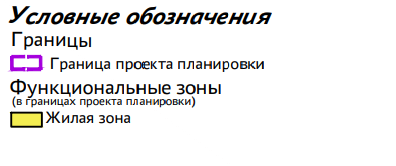 Условные обозначения
Границы
Граница проекта планировки
Функциональные зоны
(в границах проекта планировки)
Жилая зона